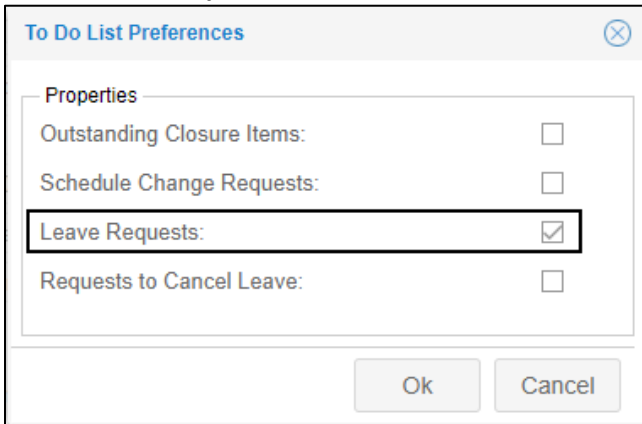 To Do List Preferences
Properties
Outstanding Closure Items:
Schedule Change Requests:
Leave Requests:
Requests to Cancel Leave:
Ok Cancel